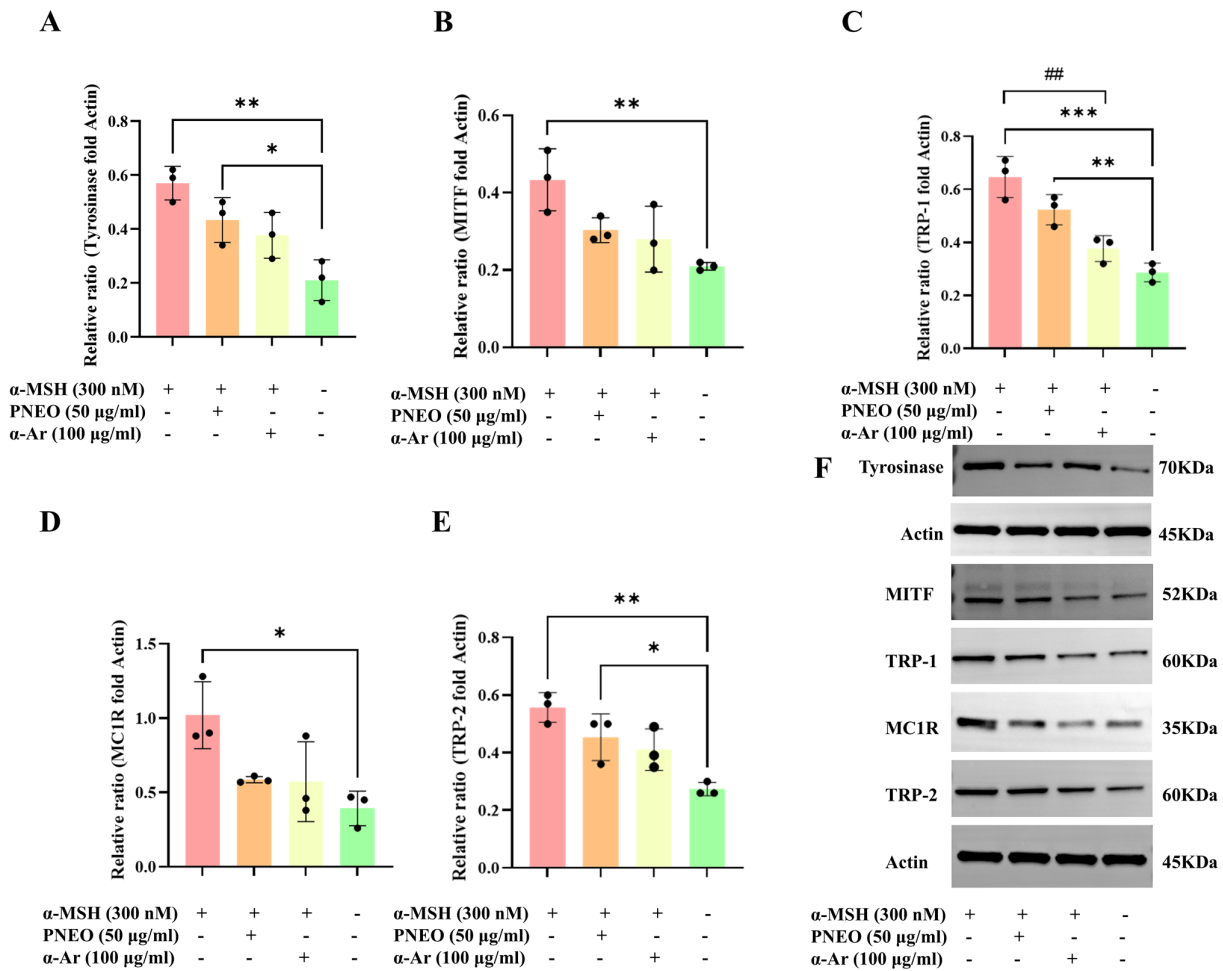 A
Relative ratio (Tyrosinase fold Actin)
0.8
0.6
0.4
0.2
0.0
**
*
α-MSH (300 nM) + + + -
PNEO (50 μg/ml) - + - -
α-Ar (100 μg/ml) - - + -
B
Relative ratio (MITF fold Actin)
0.6
0.4
0.2
0.0
**
α-MSH (300 nM) + + + -
PNEO (50 μg/ml) - + - -
α-Ar (100 μg/ml) - - + -
C
Relative ratio (TRP-1 fold Actin)
0.8
0.6
0.4
0.2
0.0
##
***
**
α-MSH (300 nM) + + + -
PNEO (50 μg/ml) - + - -
α-Ar (100 μg/ml) - - + -
D
Relative ratio (MC1R fold Actin)
1.5
1.0
0.5
0.0
*
α-MSH (300 nM) + + + -
PNEO (50 μg/ml) - + - -
α-Ar (100 μg/ml) - - + -
E
Relative ratio (TRP-2 fold Actin)
0.8
0.6
0.4
0.2
0.0
**
*
α-MSH (300 nM) + + + -
PNEO (50 μg/ml) - + - -
α-Ar (100 μg/ml) - - + -
F
Tyrosinase 70KDa
Actin 45KDa
MITF 52KDa
TRP-1 60KDa
MC1R 35KDa
TRP-2 60KDa
Actin 45KDa
α-MSH (300 nM) + + + -
PNEO (50 μg/ml) - + - -
α-Ar (100 μg/ml) - - + -